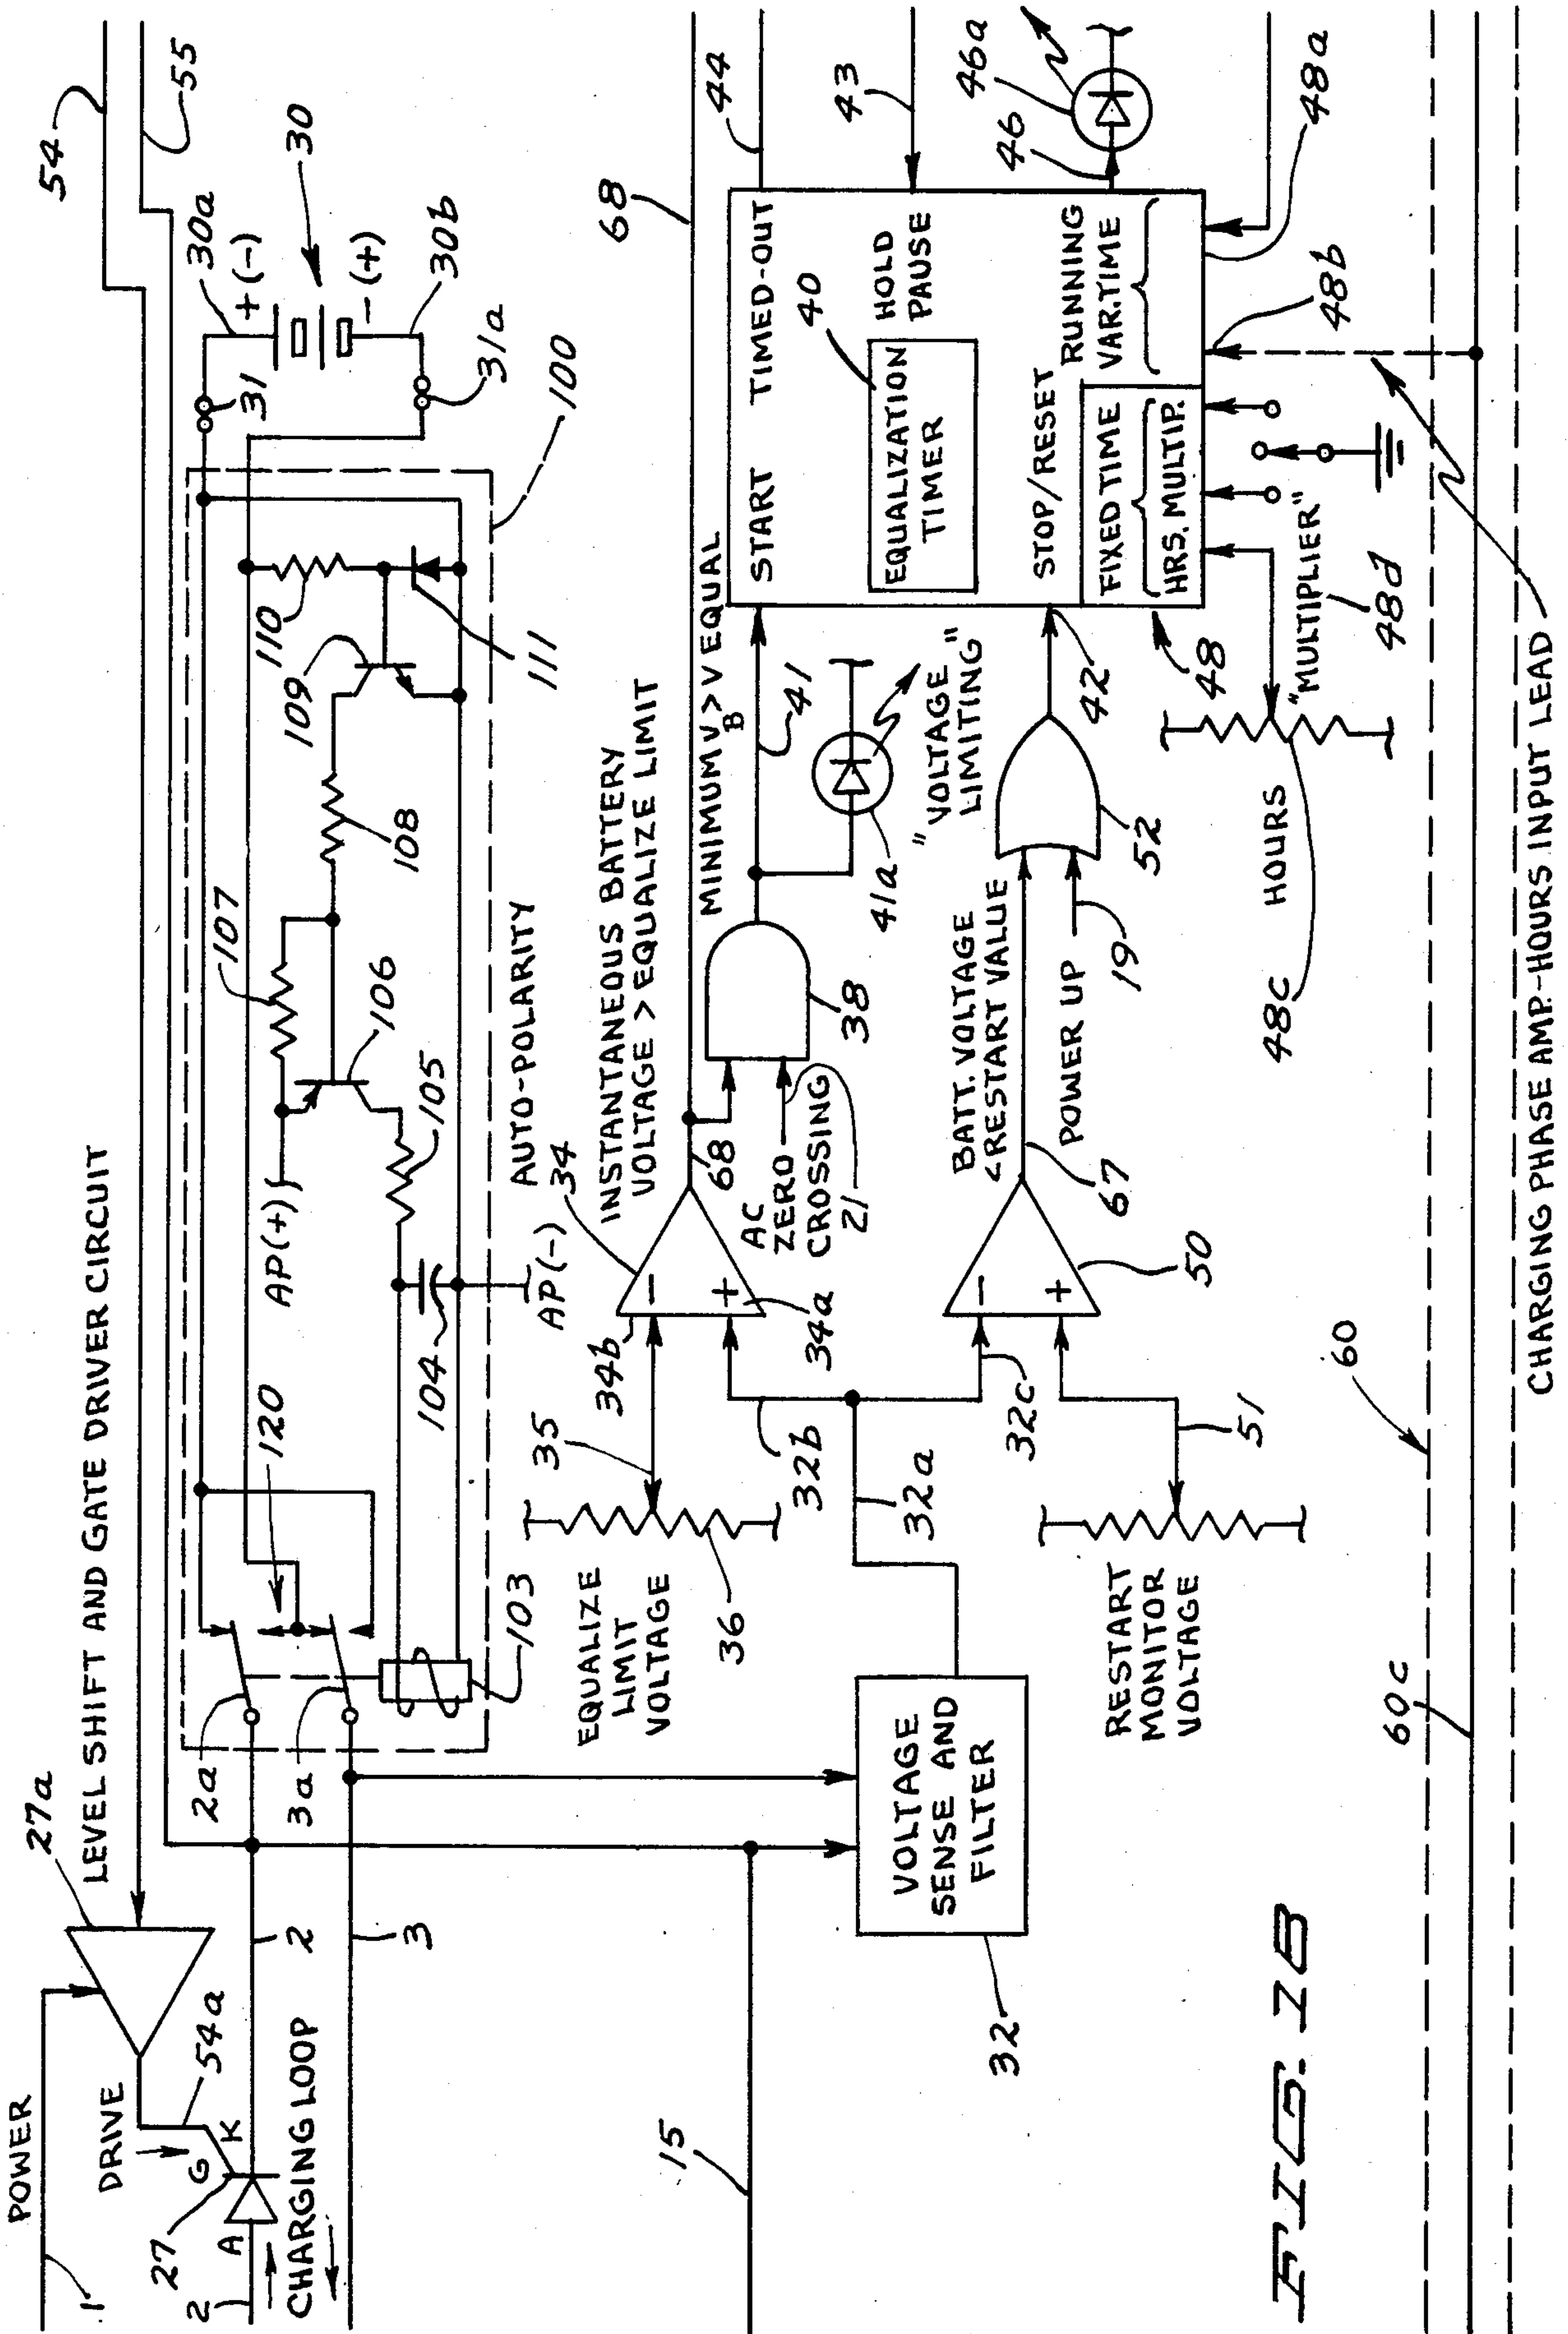 POWER
1
DRIVE
54a
27a
LEVEL SHIFT AND GATE DRIVER CIRCUIT
54
55
27
A
G
K
2
2
CHARGING LOOP
3
2a
3a
120
103
AP(+)
107
106
105
104
108
109
110
111
AP(-)
AUTO-POLARITY
100
31
31a
30a
+(-)
30
-(+)
30b
15
VOLTAGE
SENSE AND
FILTER
32
32a
32b
32c
EQUALIZE
LIMIT
VOLTAGE
36
35
34b
34
-
+
34a
INSTANTANEOUS BATTERY
VOLTAGE > EQUALIZE LIMIT
68
68
AC
ZERO
CROSSING
21
38
MINIMUM VB > V EQUAL
41
41a
"VOLTAGE
LIMITING"
RESTART
MONITOR
VOLTAGE
51
-
+
50
67
BATT. VOLTAGE
<RESTART VALUE
POWER UP
19
52
42
START
TIMED-OUT
EQUALIZATION
TIMER
40
HOLD
PAUSE
STOP/RESET
RUNNING
FIXED TIME
HRS. MULTIP.
VAR. TIME
44
43
46
46a
48
48a
48b
48c
HOURS
"MULTIPLIER"
48d
60
60c
CHARGING PHASE AMP.-HOURS INPUT LEAD
FIG. 2B